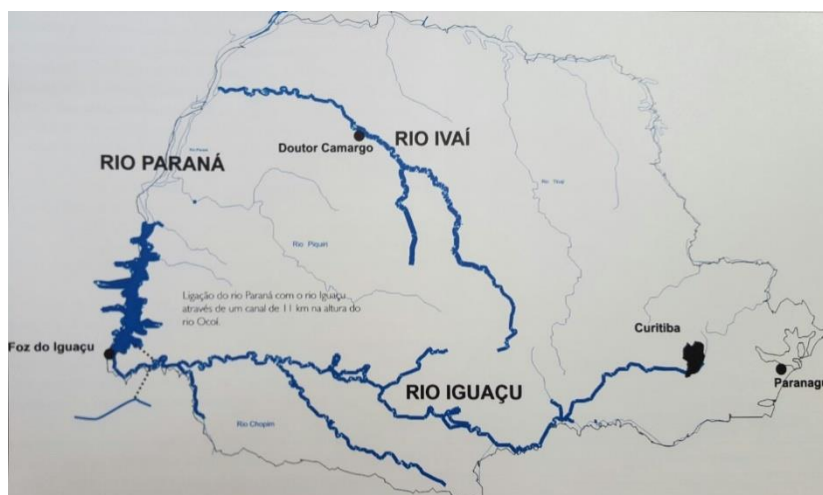 RIO PARANÁ
Doutor Camargo
RIO IVAÍ
Rio Piquiri
Ligação do rio Paraná com o rio Iguaçu
através de um canal de 11 km na altura do
rio Ocoí.
Foz do Iguaçu
Curitiba
Paranagu
RIO IGUAÇU
Rio Chopim